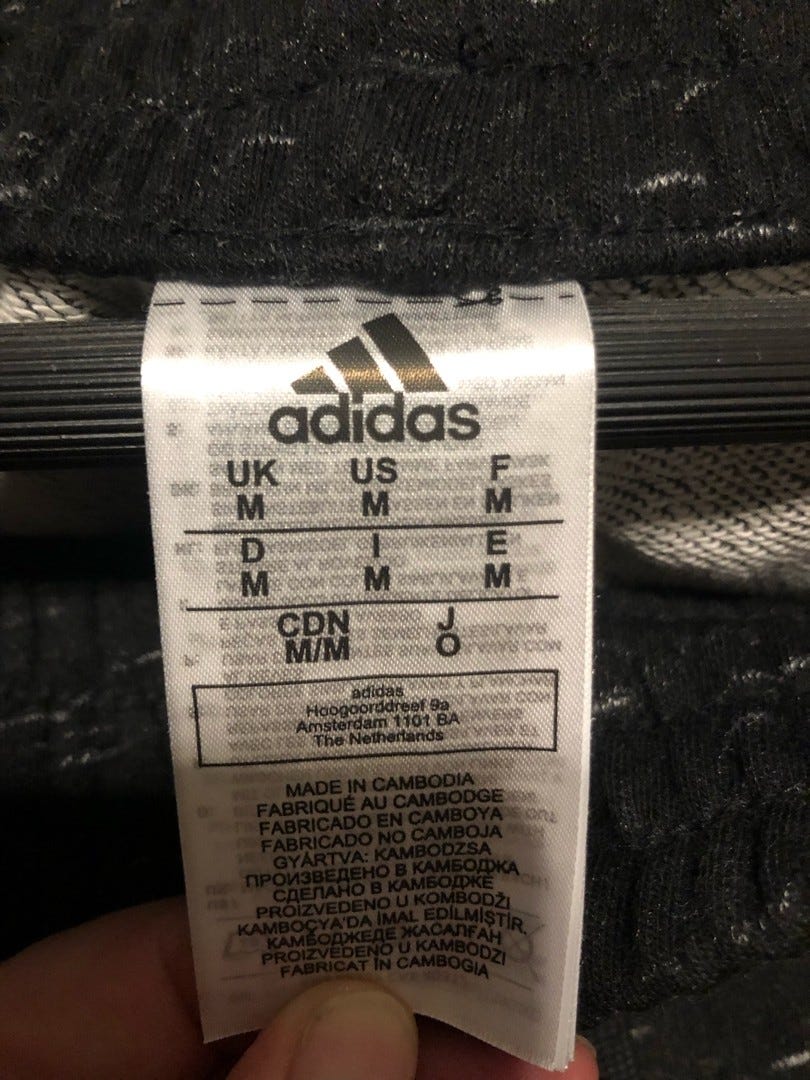 adidas
UK US F
M M M
D I E
M M M
CDN J
M/M O
adidas
Hoogoorddreef 9a
Amsterdam 1101 BA
The Netherlands
MADE IN CAMBODIA
FABRIQUÉ AU CAMBODGE
FABRICADO EN CAMBOYA
FABRICADO NO CAMBOJA
GYÁRTVA: KAMBODZSA
ПРОИЗВЕДЕНО В КАМБОДЖА
СДЕЛАНО В КАМБОДЖЕ
PROIZVEDENO U KOMBODŽI
KAMBOÇYA'DA IMAL EDILMIŞTIR.
КАМБОДЖЕДЕ ЖАСАЛҒАН
PROIZVEDENO U KAMBODZI
FABRICAT ÎN CAMBOGIA